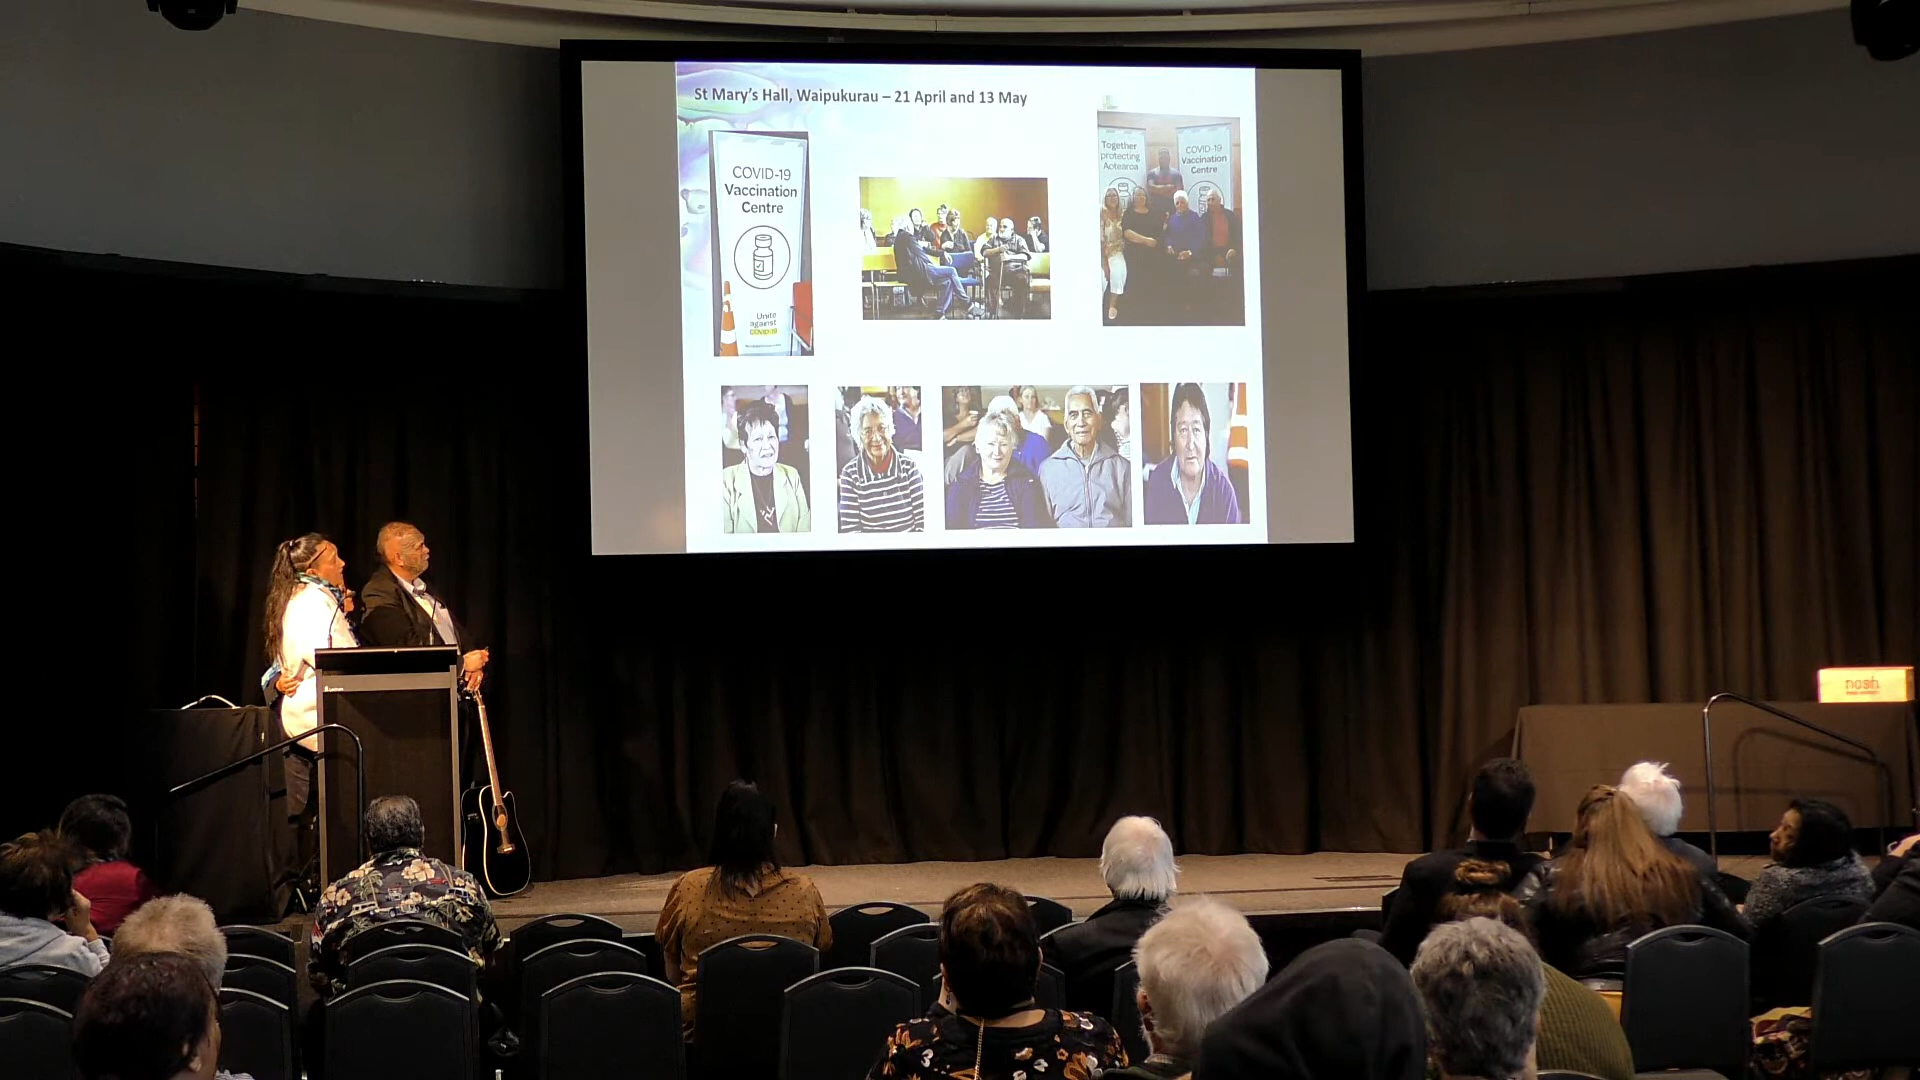 St Mary's Hall, Waipukurau – 21 April and 13 May
COVID-19
Vaccination
Centre
Unite
against
COVID-19
Together
protecting
Aotearoa
COVID-19
Vaccination
Centre
nosh